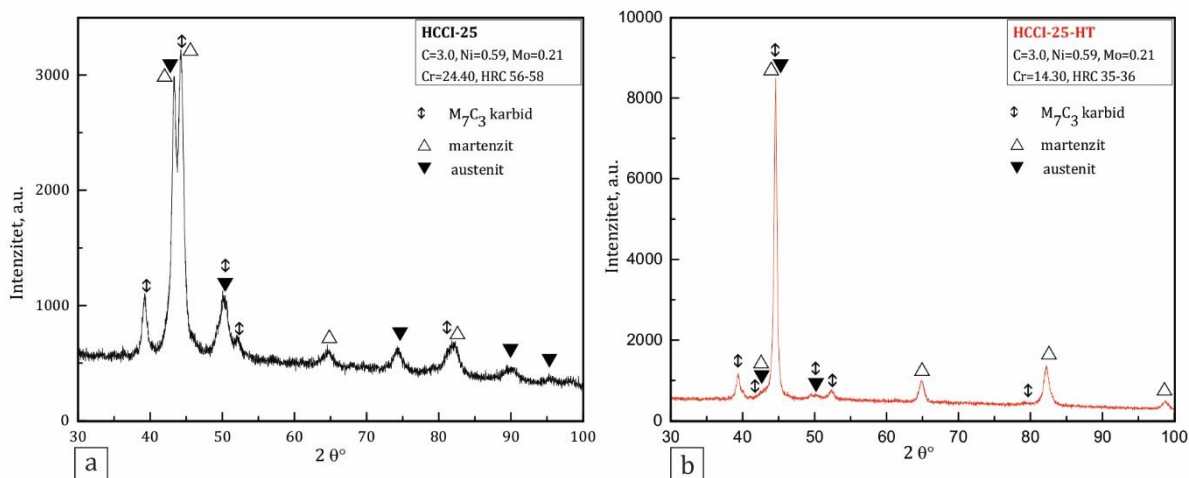 HCCI-25
C=3.0, Ni=0.59, Mo=0.21
Cr=24.40, HRC 56-58
M7C3 karbid
martenzit
austenit
Intenzitet, a.u.
3000
2000
1000
0
30 40 50 60 70 80 90 100
2 θ°
a
HCCI-25-HT
C=3.0, Ni=0.59, Mo=0.21
Cr=14.30, HRC 35-36
M7C3 karbid
martenzit
austenit
Intenzitet, a.u.
10000
8000
6000
4000
2000
0
30 40 50 60 70 80 90 100
2 θ°
b